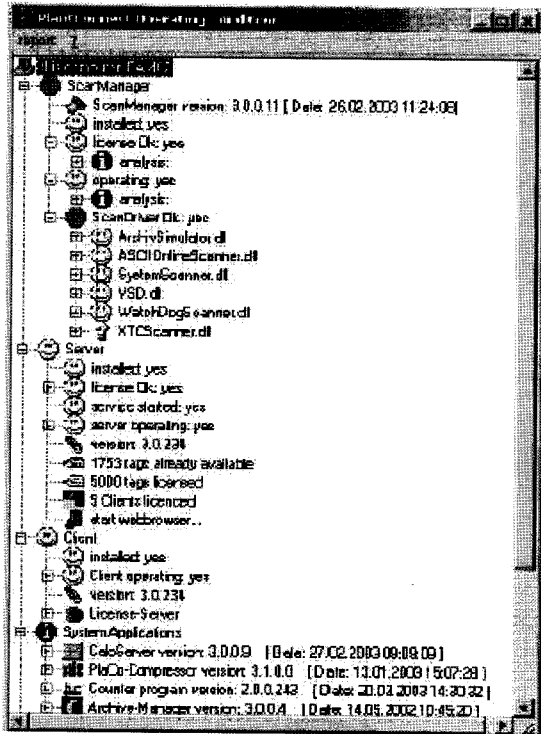 ScanManager
ScanManager version: 3.0.0.11 [ Date: 26.02.2003 11:24:08]
installed: yes
license Ok: yes
analysis:
operating: yes
analysis:
ScanDriver Ok: yes
ArchivSimulator.dll
ASCIIOnlineScanner.dll
SystemScanner.dll
VSD.dll
WatchDogScanner.dll
XTCScanner.dll
Server
installed: yes
license Ok: yes
service started: yes
server operating: yes
version: 3.0.234
1753 tags already available
5000 tags licensed
5 Clients licenced
start webbrowser...
Client
installed: yes
Client operating: yes
version: 3.0.234
License-Server
SystemApplications
CalcServer version: 3.0.0.9 [ Date: 27.02.2003 09:09:09 ]
PlaCo-Compressor version: 3.1.0.0 [ Date: 13.01.2003 15:07:28 ]
Counter program version: 2.0.0.243 [ Date: 20.03.2003 14:30:32 ]
Archive-Manager version: 3.0.0.4 [ Date: 14.05.2002 10:45:20 ]